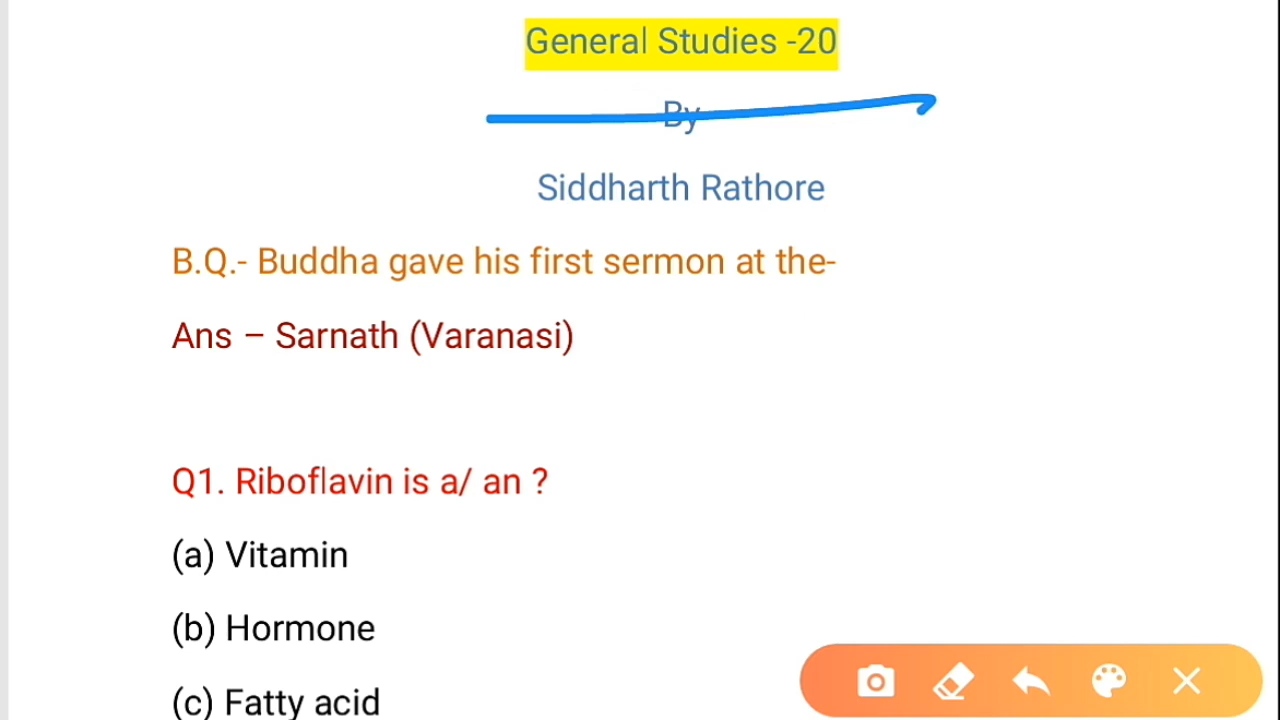 General Studies -20
By
Siddharth Rathore
B.Q.- Buddha gave his first sermon at the-
Ans – Sarnath (Varanasi)
Q1. Riboflavin is a/ an ?
(a) Vitamin
(b) Hormone
(c) Fatty acid